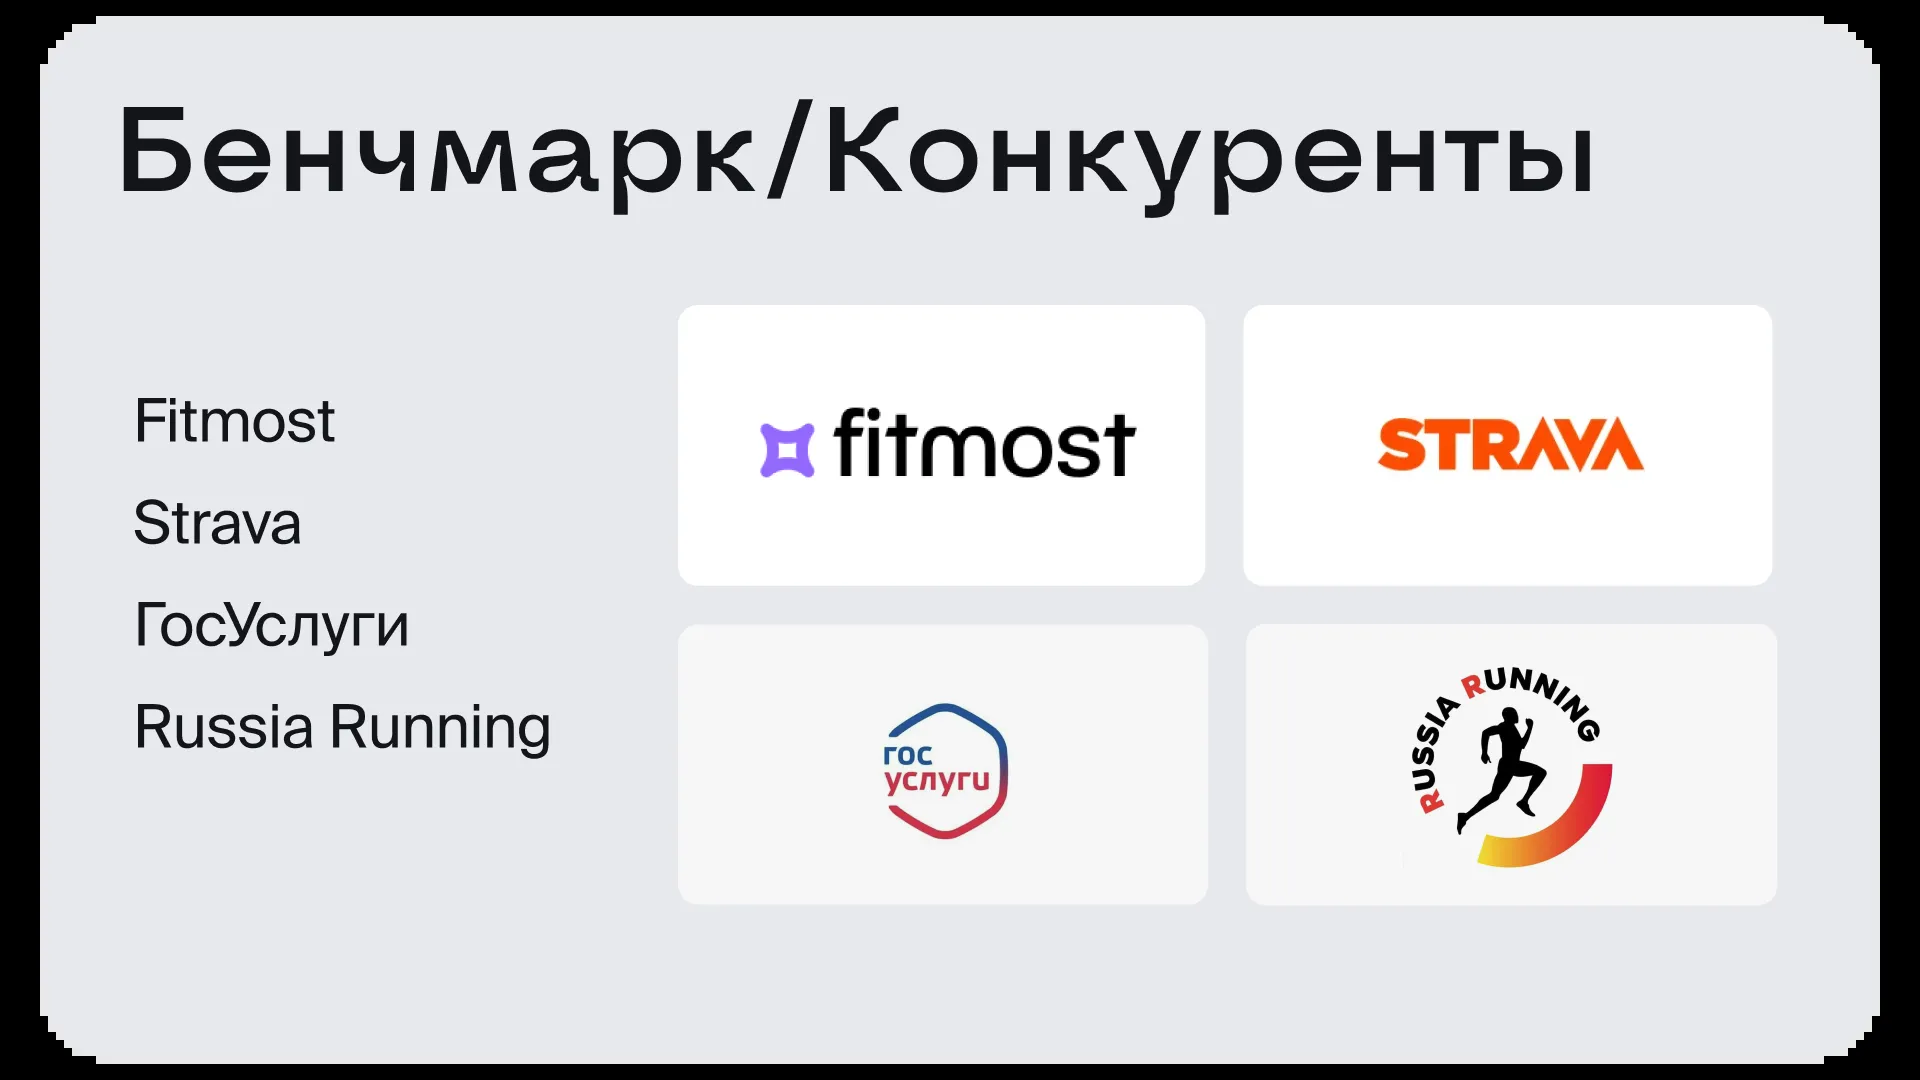 Бенчмарк/Конкуренты
Fitmost
Strava
ГосУслуги
Russia Running
fitmost
STRAVA
гос
услуги
RUSSIA RUNNING